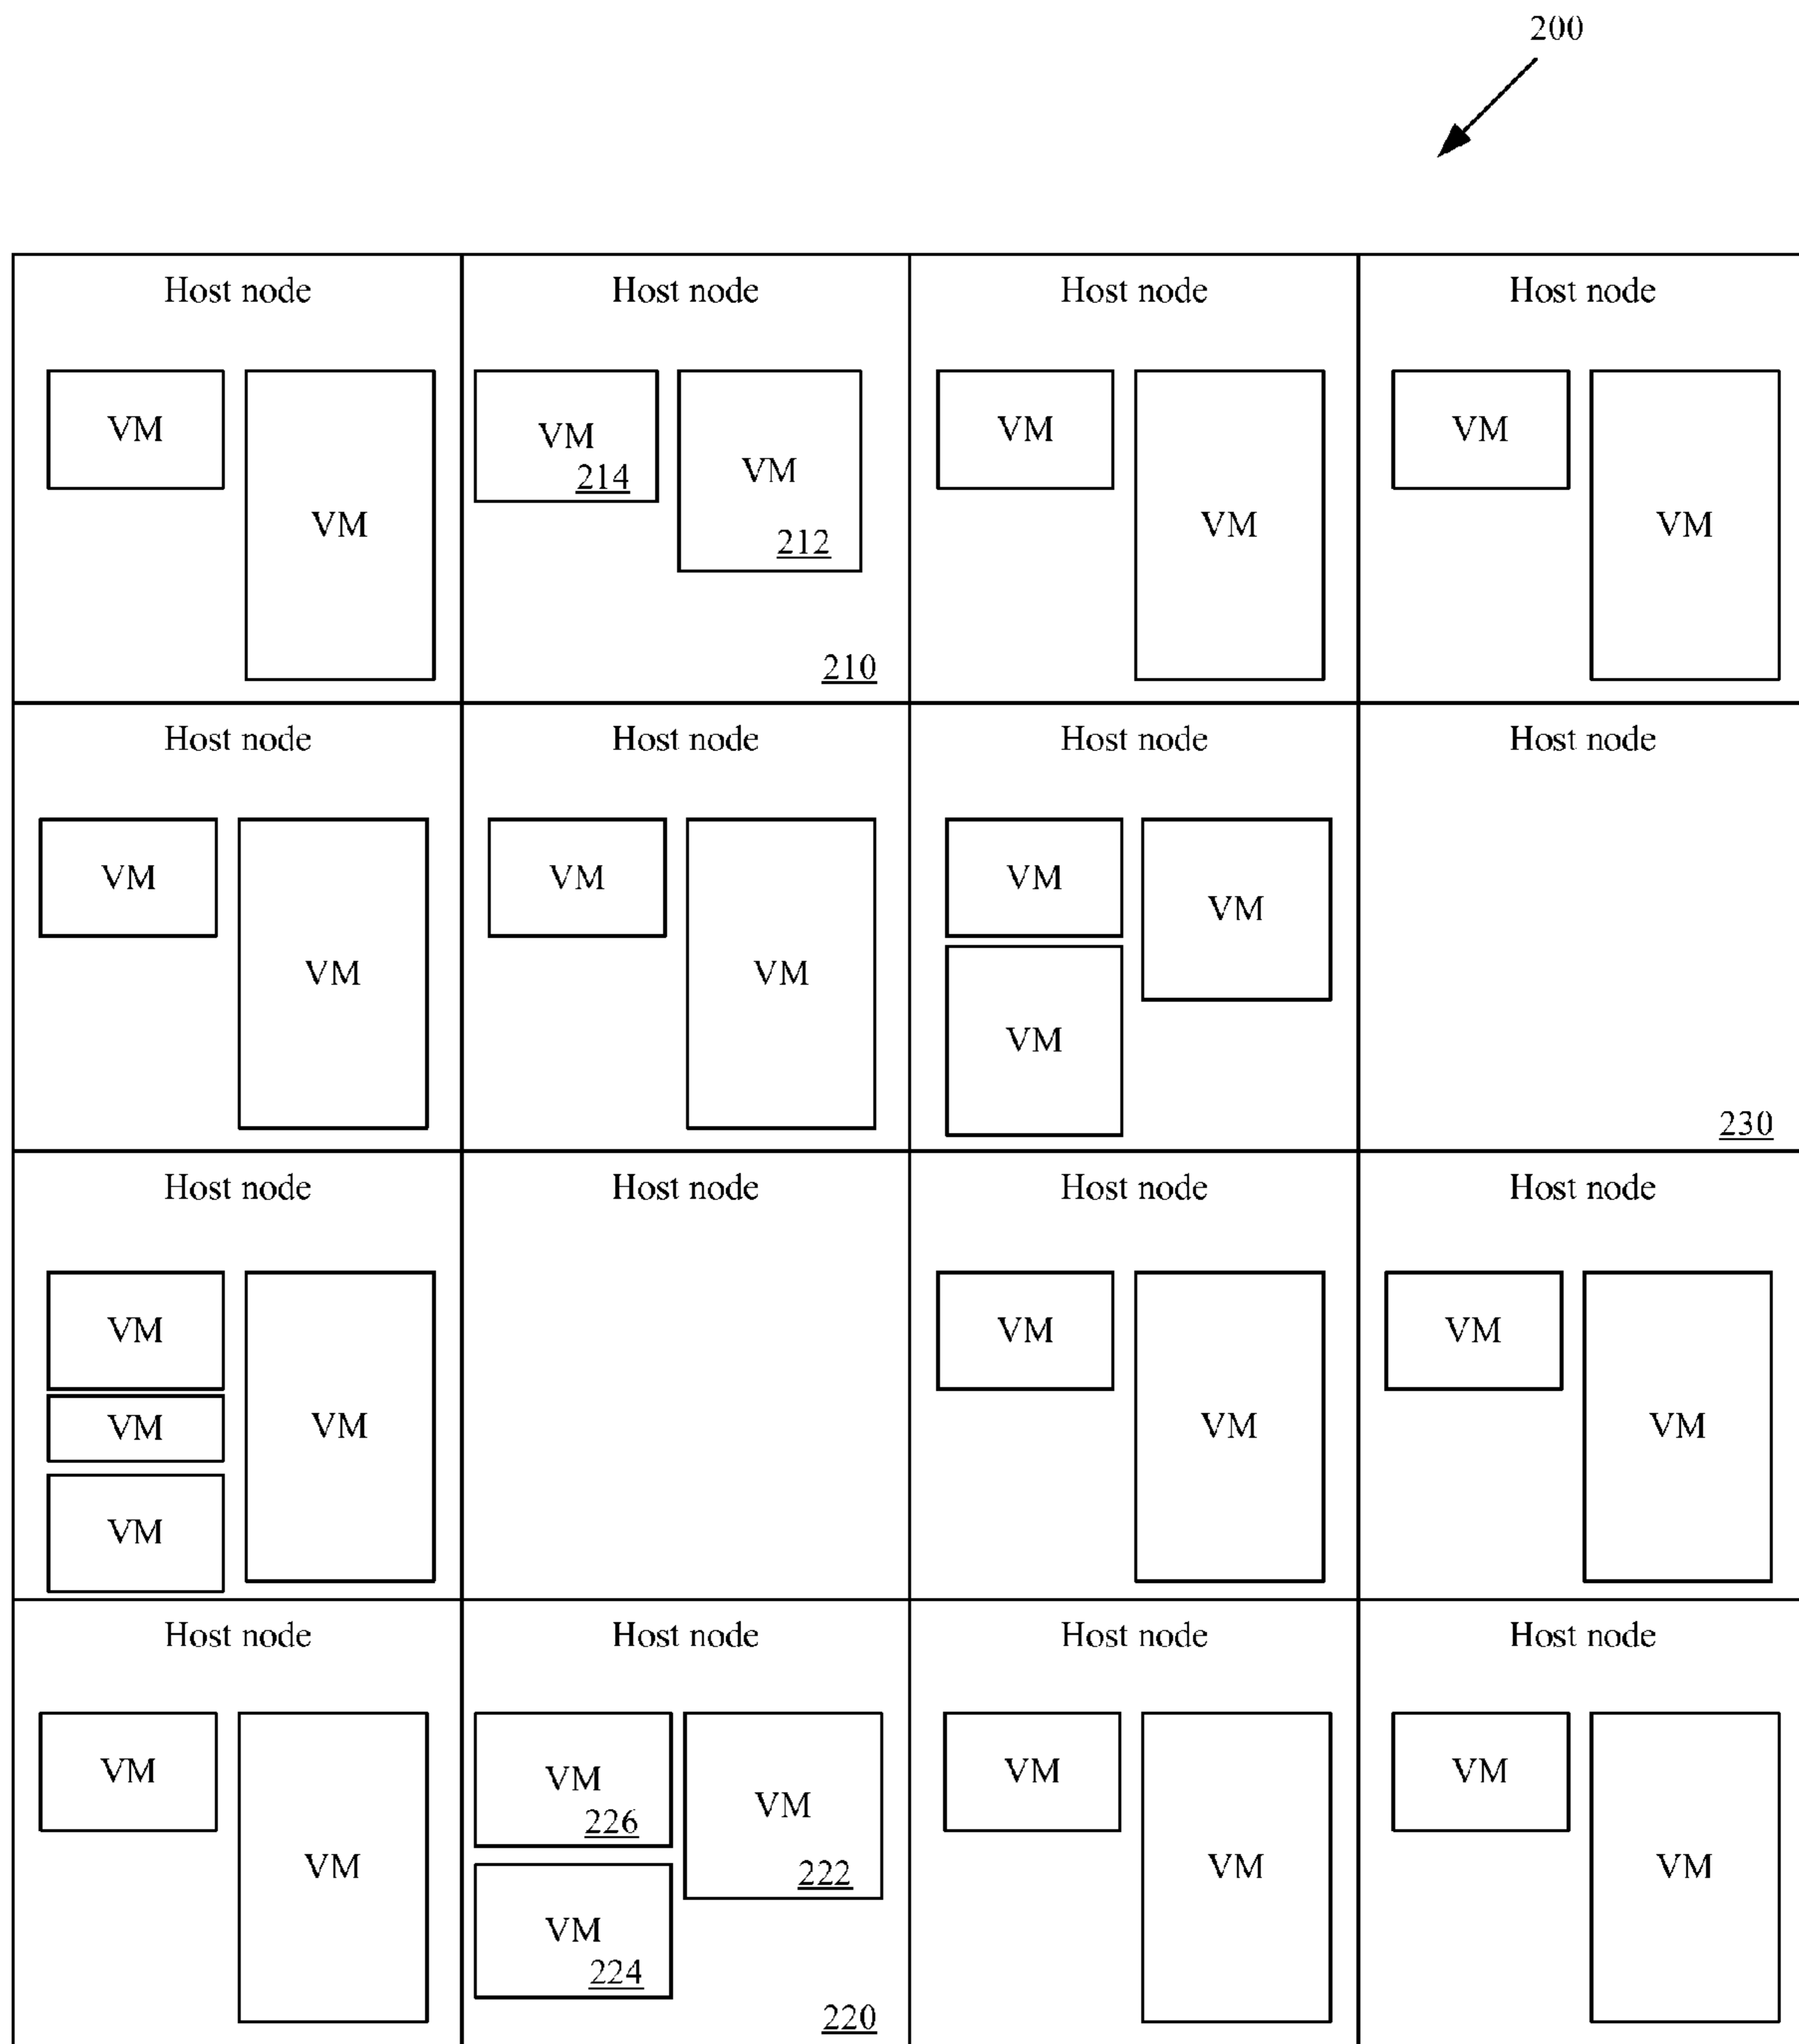 200
Host node Host node Host node Host node
VM VM VM VM
VM 214 VM 212 VM VM
210
Host node Host node Host node Host node
VM VM VM VM
VM VM VM
230
Host node Host node Host node Host node
VM VM VM
VM VM VM VM
VM
Host node Host node Host node Host node
VM VM 226 VM 222 VM VM
VM VM 224 VM VM
220